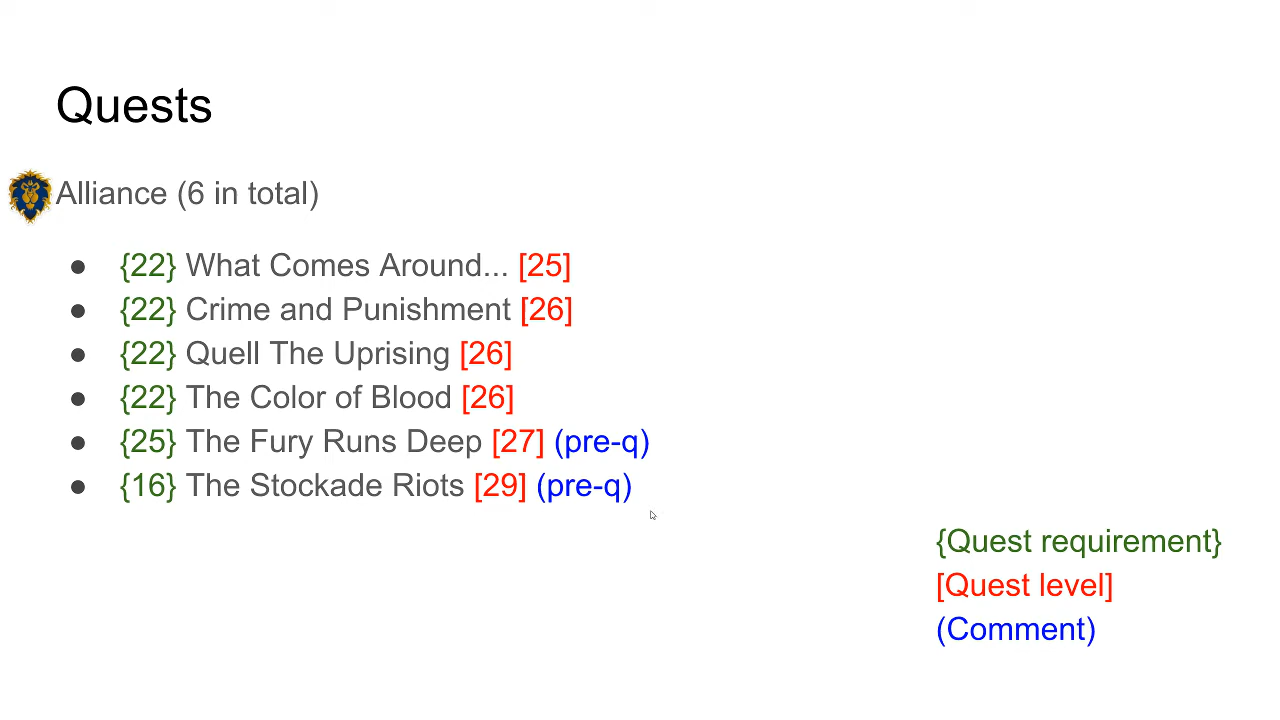 Quests
Alliance (6 in total)
● {22} What Comes Around... [25]
● {22} Crime and Punishment [26]
● {22} Quell The Uprising [26]
● {22} The Color of Blood [26]
● {25} The Fury Runs Deep [27] (pre-q)
● {16} The Stockade Riots [29] (pre-q)
{Quest requirement}
[Quest level]
(Comment)